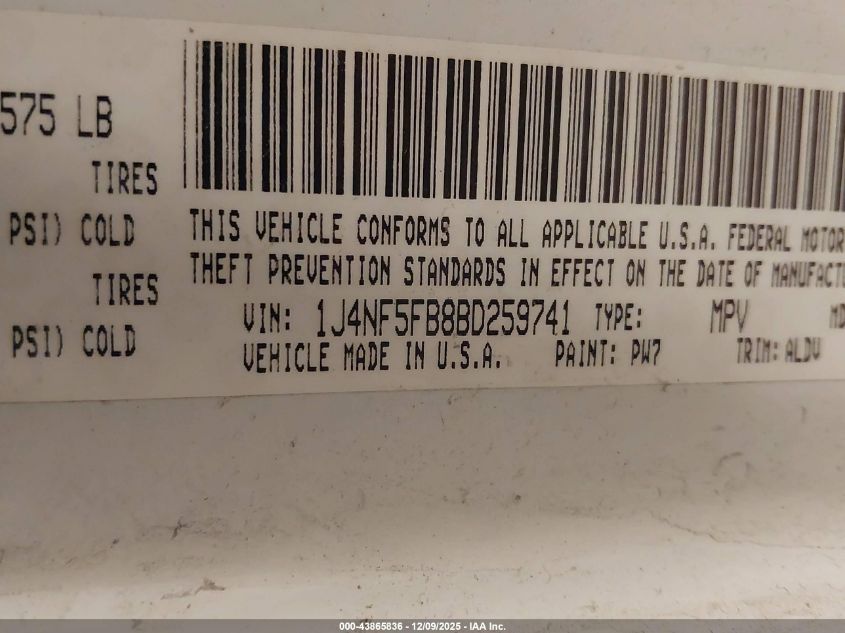 575 LB
TIRES
PSI) COLD
TIRES
PSI) COLD
THIS VEHICLE CONFORMS TO ALL APPLICABLE U.S.A. FEDERAL MOTOR
THEFT PREVENTION STANDARDS IN EFFECT ON THE DATE OF MANUFACTU
VIN: 1J4NF5FB8BD259741 TYPE: MPV MD
VEHICLE MADE IN U.S.A. PAINT: PW7 TRIM: ALDV
000-43865836 - 12/09/2025 - IAA Inc.